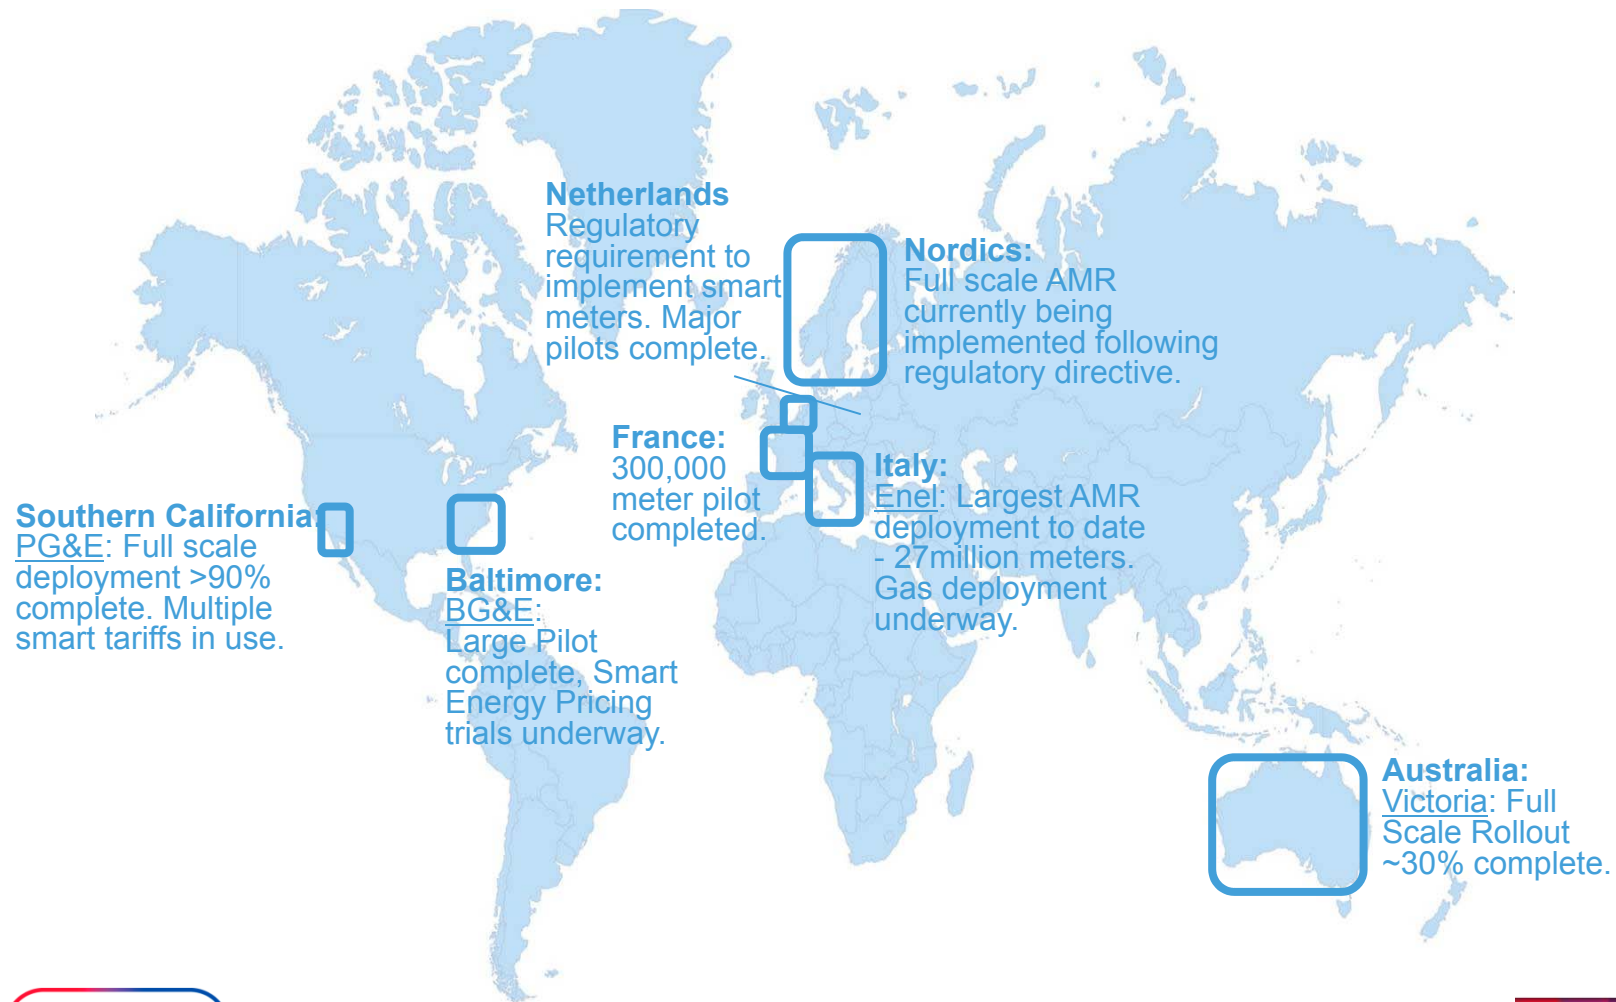 Netherlands
Regulatory
requirement to
implement smart
meters. Major
pilots complete.
Nordics:
Full scale AMR
currently being
implemented following
regulatory directive.
France:
300,000
meter pilot
completed.
Italy:
Enel: Largest AMR
deployment to date
- 27million meters.
Gas deployment
underway.
Southern California:
PG&E: Full scale
deployment >90%
complete. Multiple
smart tariffs in use.
Baltimore:
BG&E:
Large Pilot
complete, Smart
Energy Pricing
trials underway.
Australia:
Victoria: Full
Scale Rollout
~30% complete.